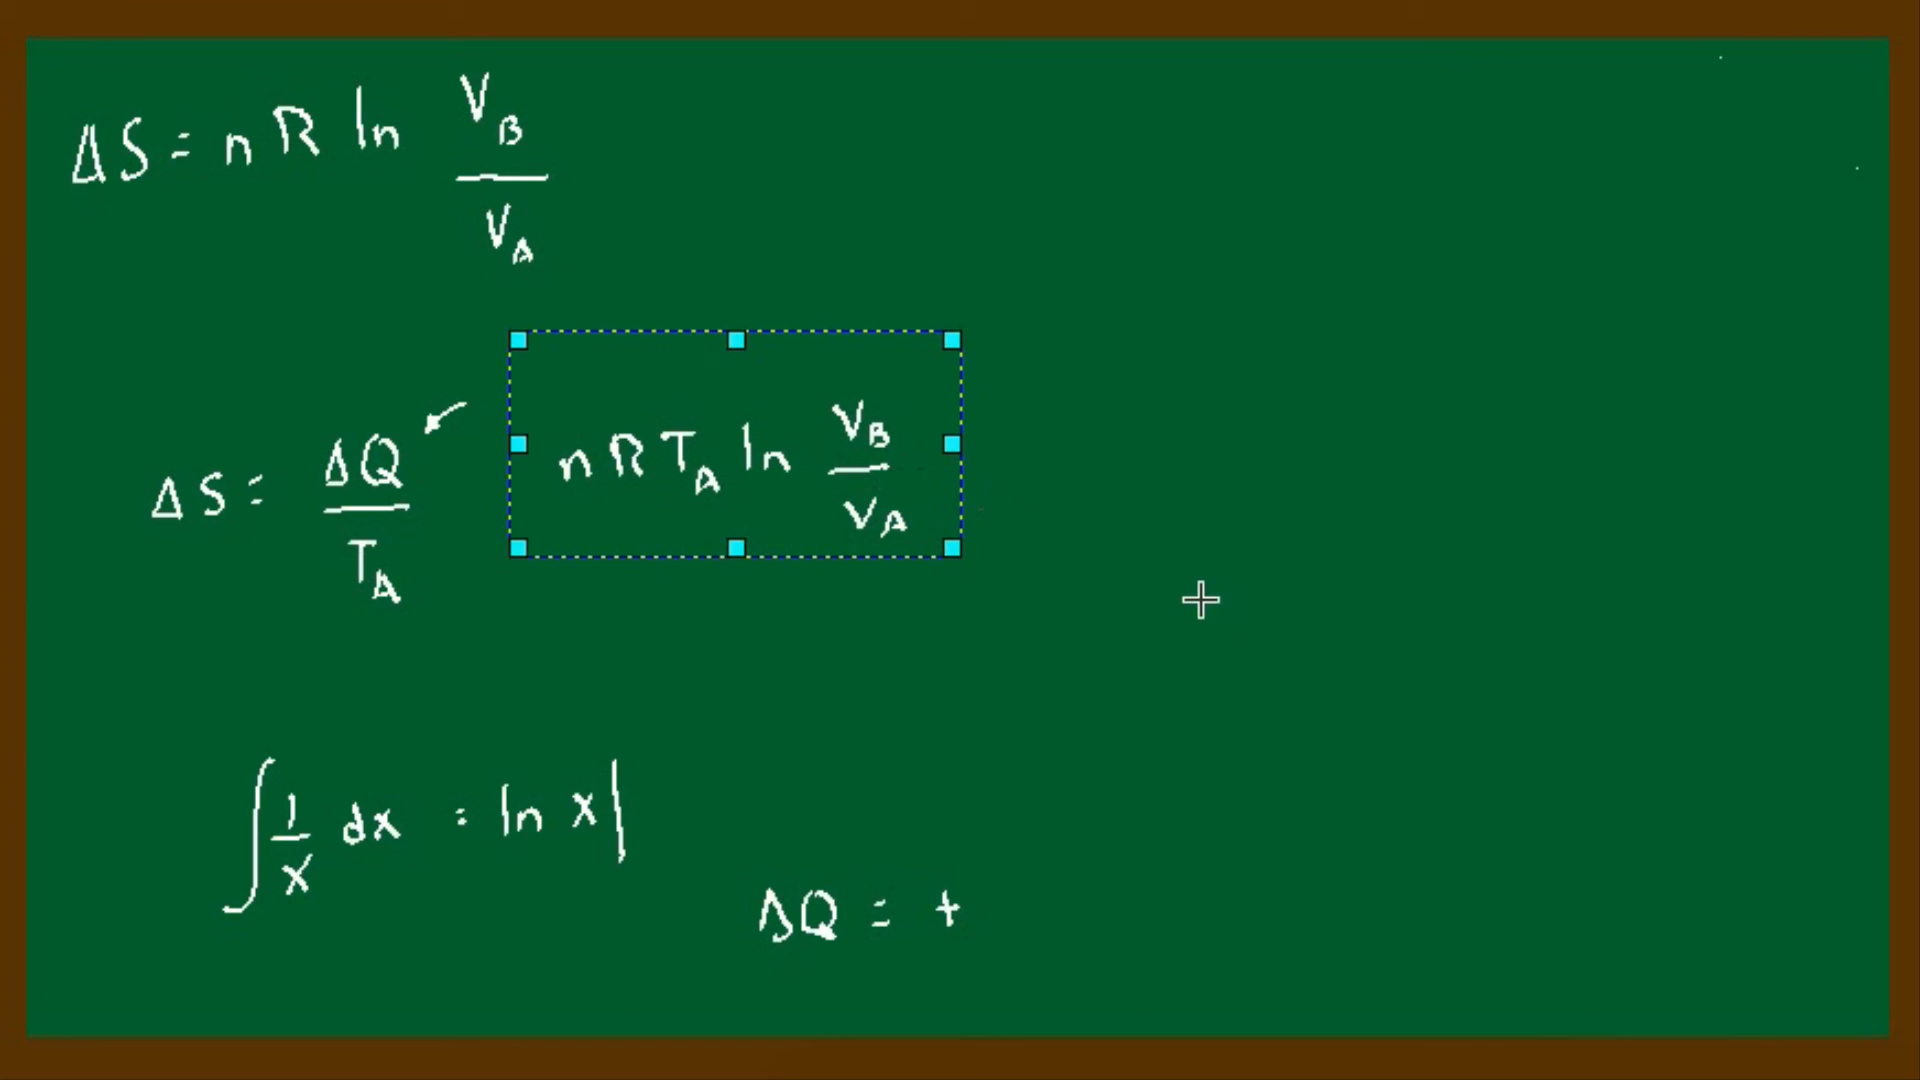 ΔS = nR ln V_B / V_A
ΔS = ΔQ / T_A
nRT_A ln V_B / V_A
∫ 1/x dx = ln x|
ΔQ = +